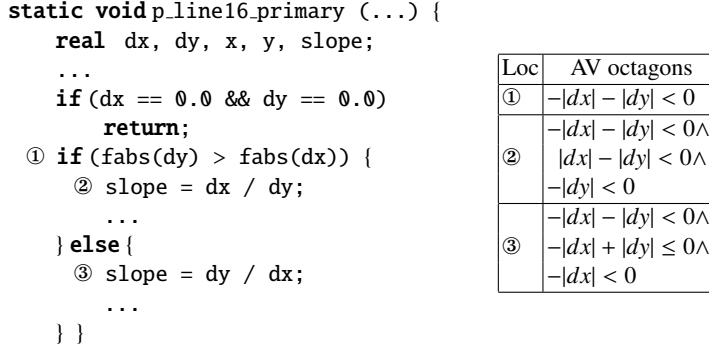 static void p_line16_primary (...) {
real dx, dy, x, y, slope;
...
if (dx == 0.0 && dy == 0.0)
return;
① if (fabs(dy) > fabs(dx)) {
② slope = dx / dy;
...
} else {
③ slope = dy / dx;
...
} }
Loc AV octagons
① −|dx| − |dy| < 0
② −|dx| − |dy| < 0∧
|dx| − |dy| < 0∧
−|dy| < 0
③ −|dx| − |dy| < 0∧
−|dx| + |dy| ≤ 0∧
−|dx| < 0